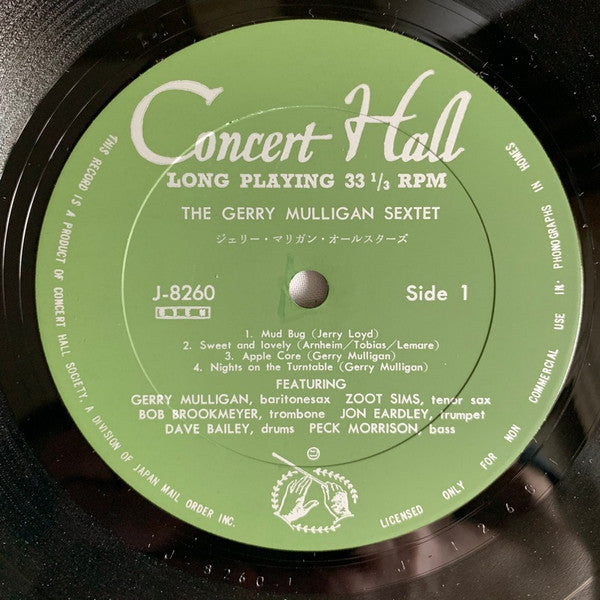 Concert Hall
LONG PLAYING 33 1/3 RPM
THE GERRY MULLIGAN SEXTET
ジェリー・マリガン・オールスターズ
J-8260
Side 1
1. Mud Bug (Jerry Loyd)
2. Sweet and lovely (Arnheim/Tobias/Lemare)
3. Apple Core (Gerry Mulligan)
4. Nights on the Turntable (Gerry Mulligan)
FEATURING
GERRY MULLIGAN, baritonesax ZOOT SIMS, tenor sax
BOB BROOKMEYER, trombone JON EARDLEY, trumpet
DAVE BAILEY, drums PECK MORRISON, bass
THIS RECORD IS A PRODUCT OF CONCERT HALL SOCIETY, A DIVISION OF JAPAN MAIL ORDER INC.
LICENSED ONLY FOR NON COMMERCIAL USE IN· PHONOGRAPHS IN HOMES
J-8260-1